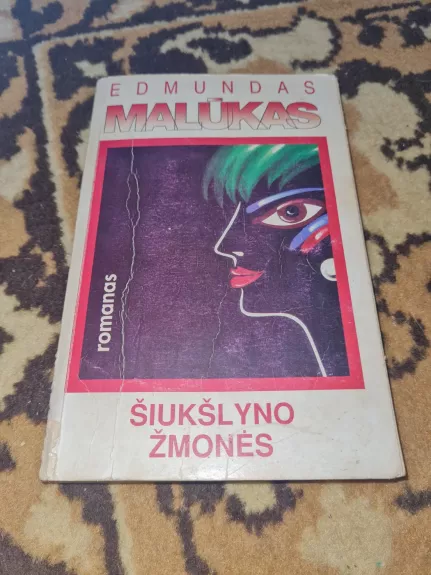 EDMUNDAS
MALŪKAS
romanas
ŠIUKŠLYNO
ŽMONĖS